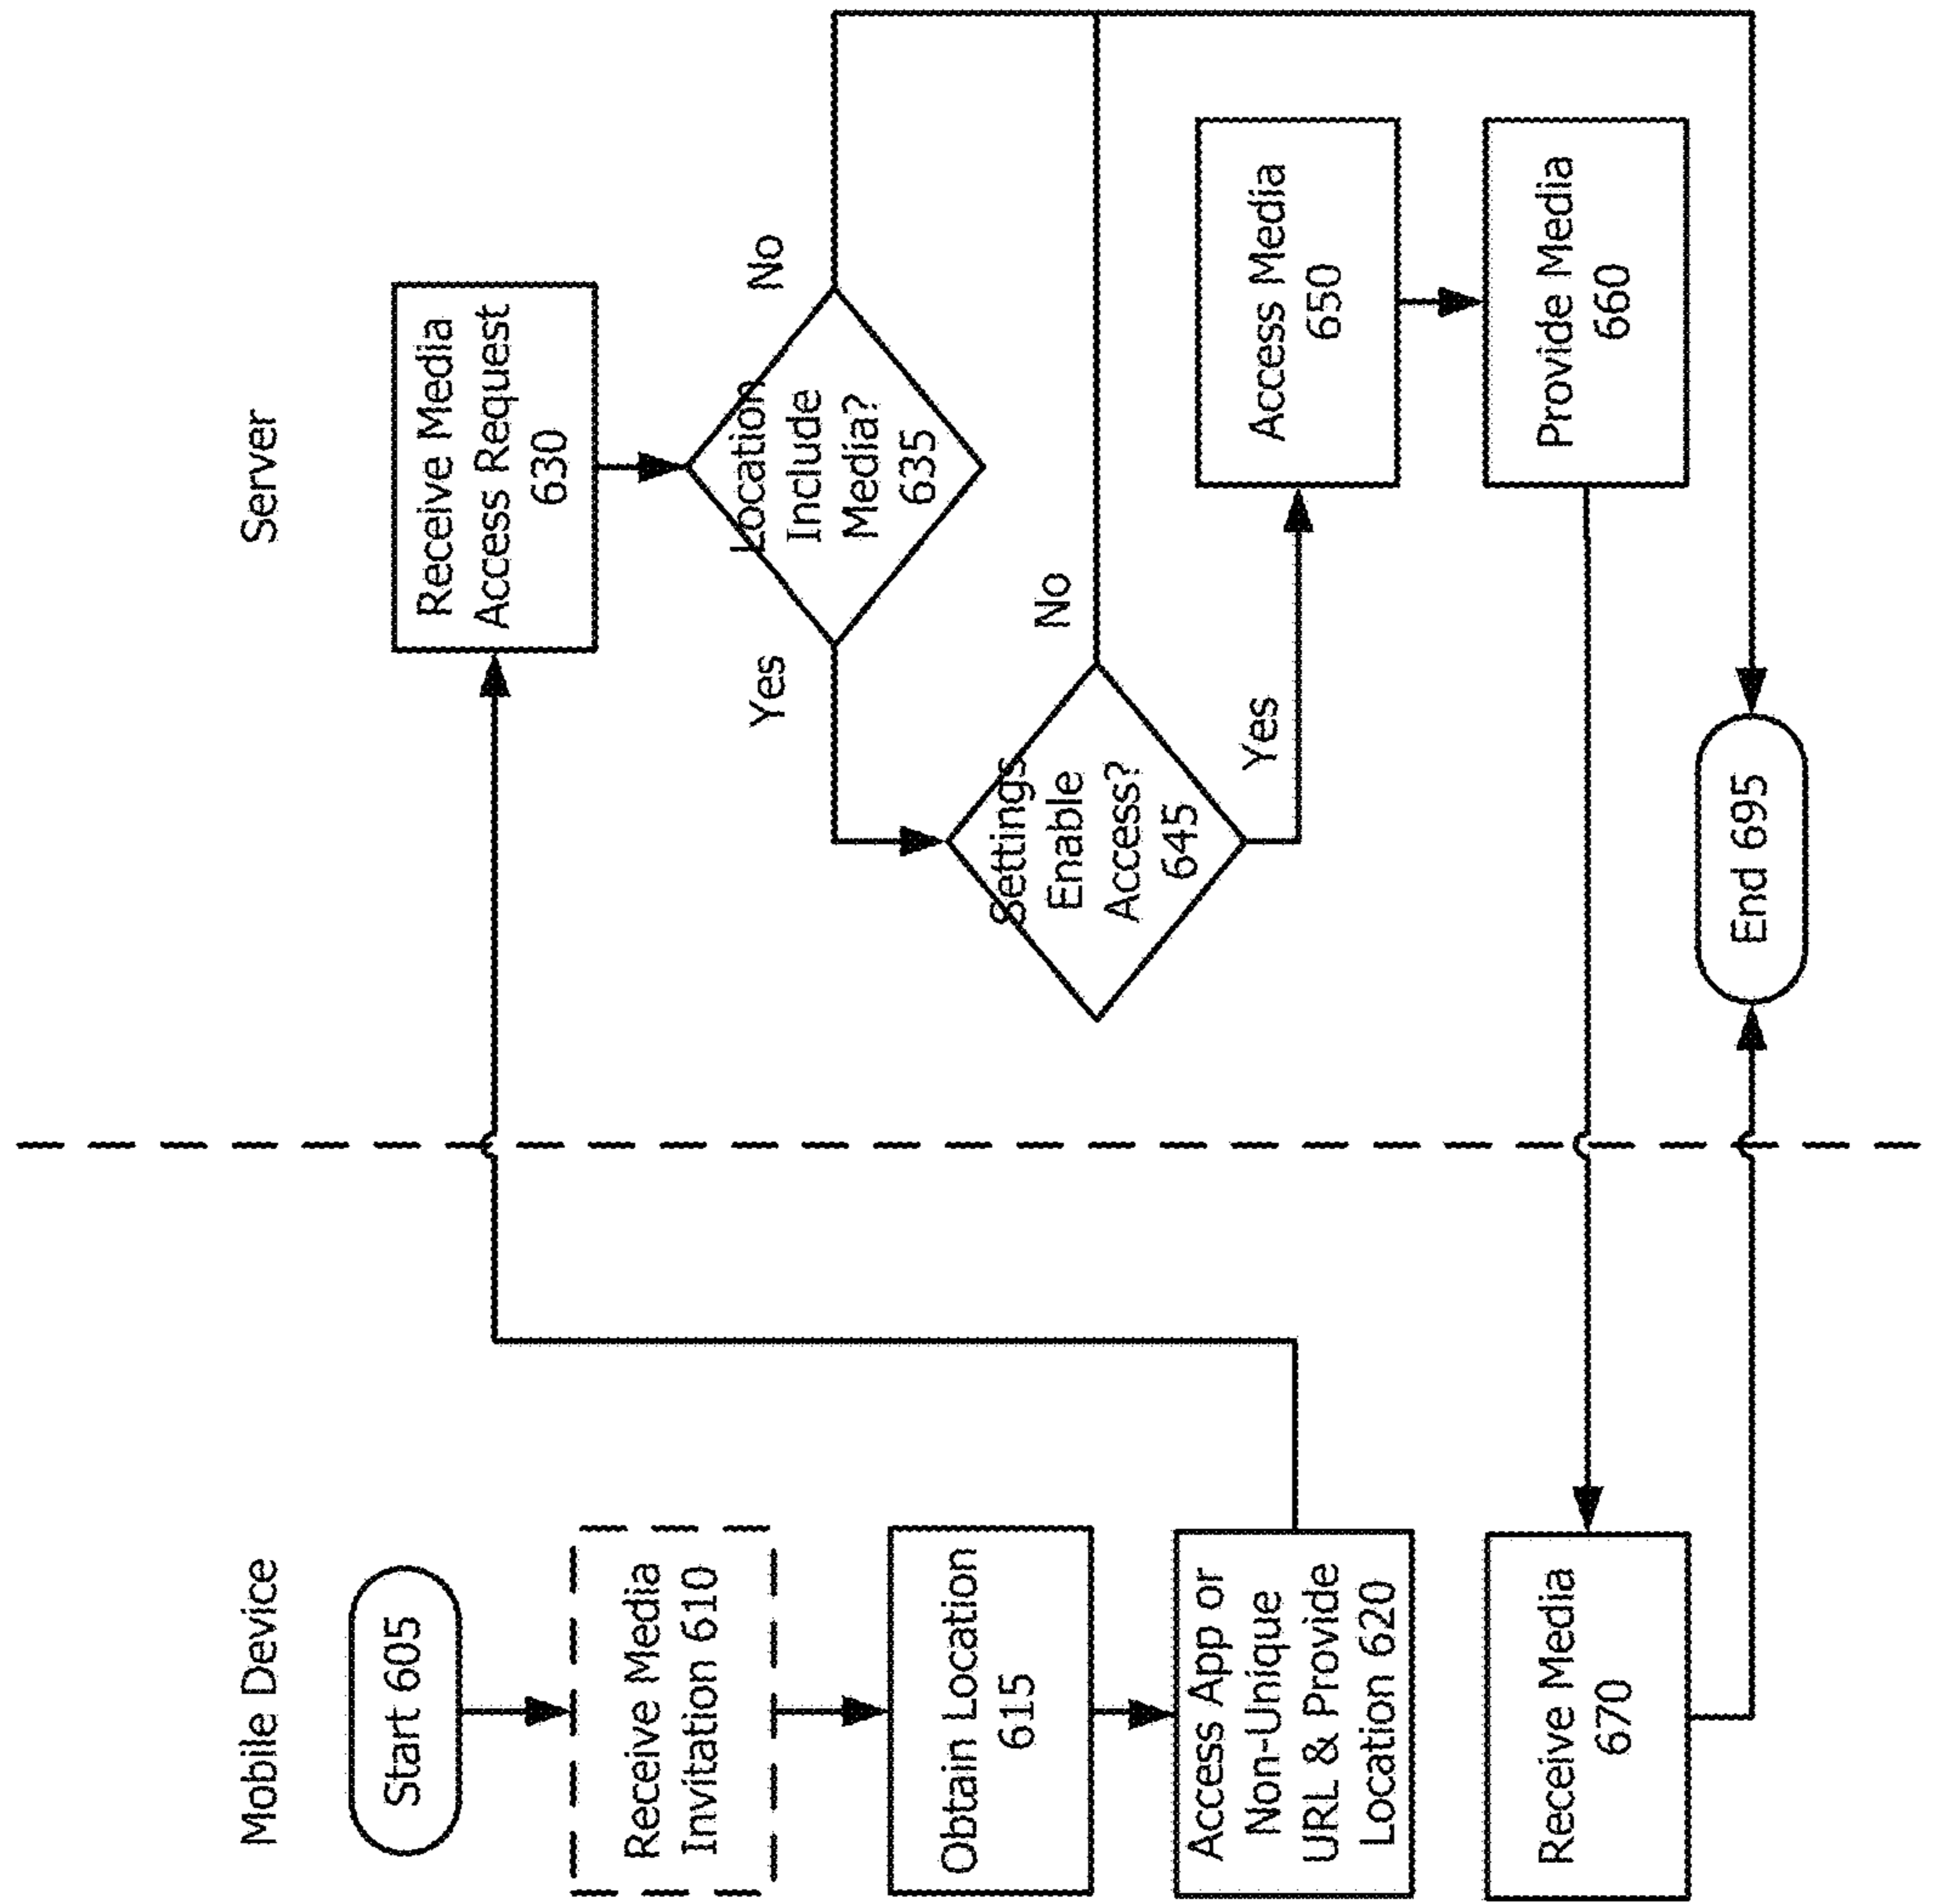 Mobile Device
Start 605
Receive Media
Invitation 610
Obtain Location
615
Access App or
Non-Unique
URL & Provide
Location 620
Receive Media
670
Server
Receive Media
Access Request
630
Location
Include
Media?
635
Yes
No
Settings
Enable
Access?
645
Yes
No
Access Media
650
Provide Media
660
End 695